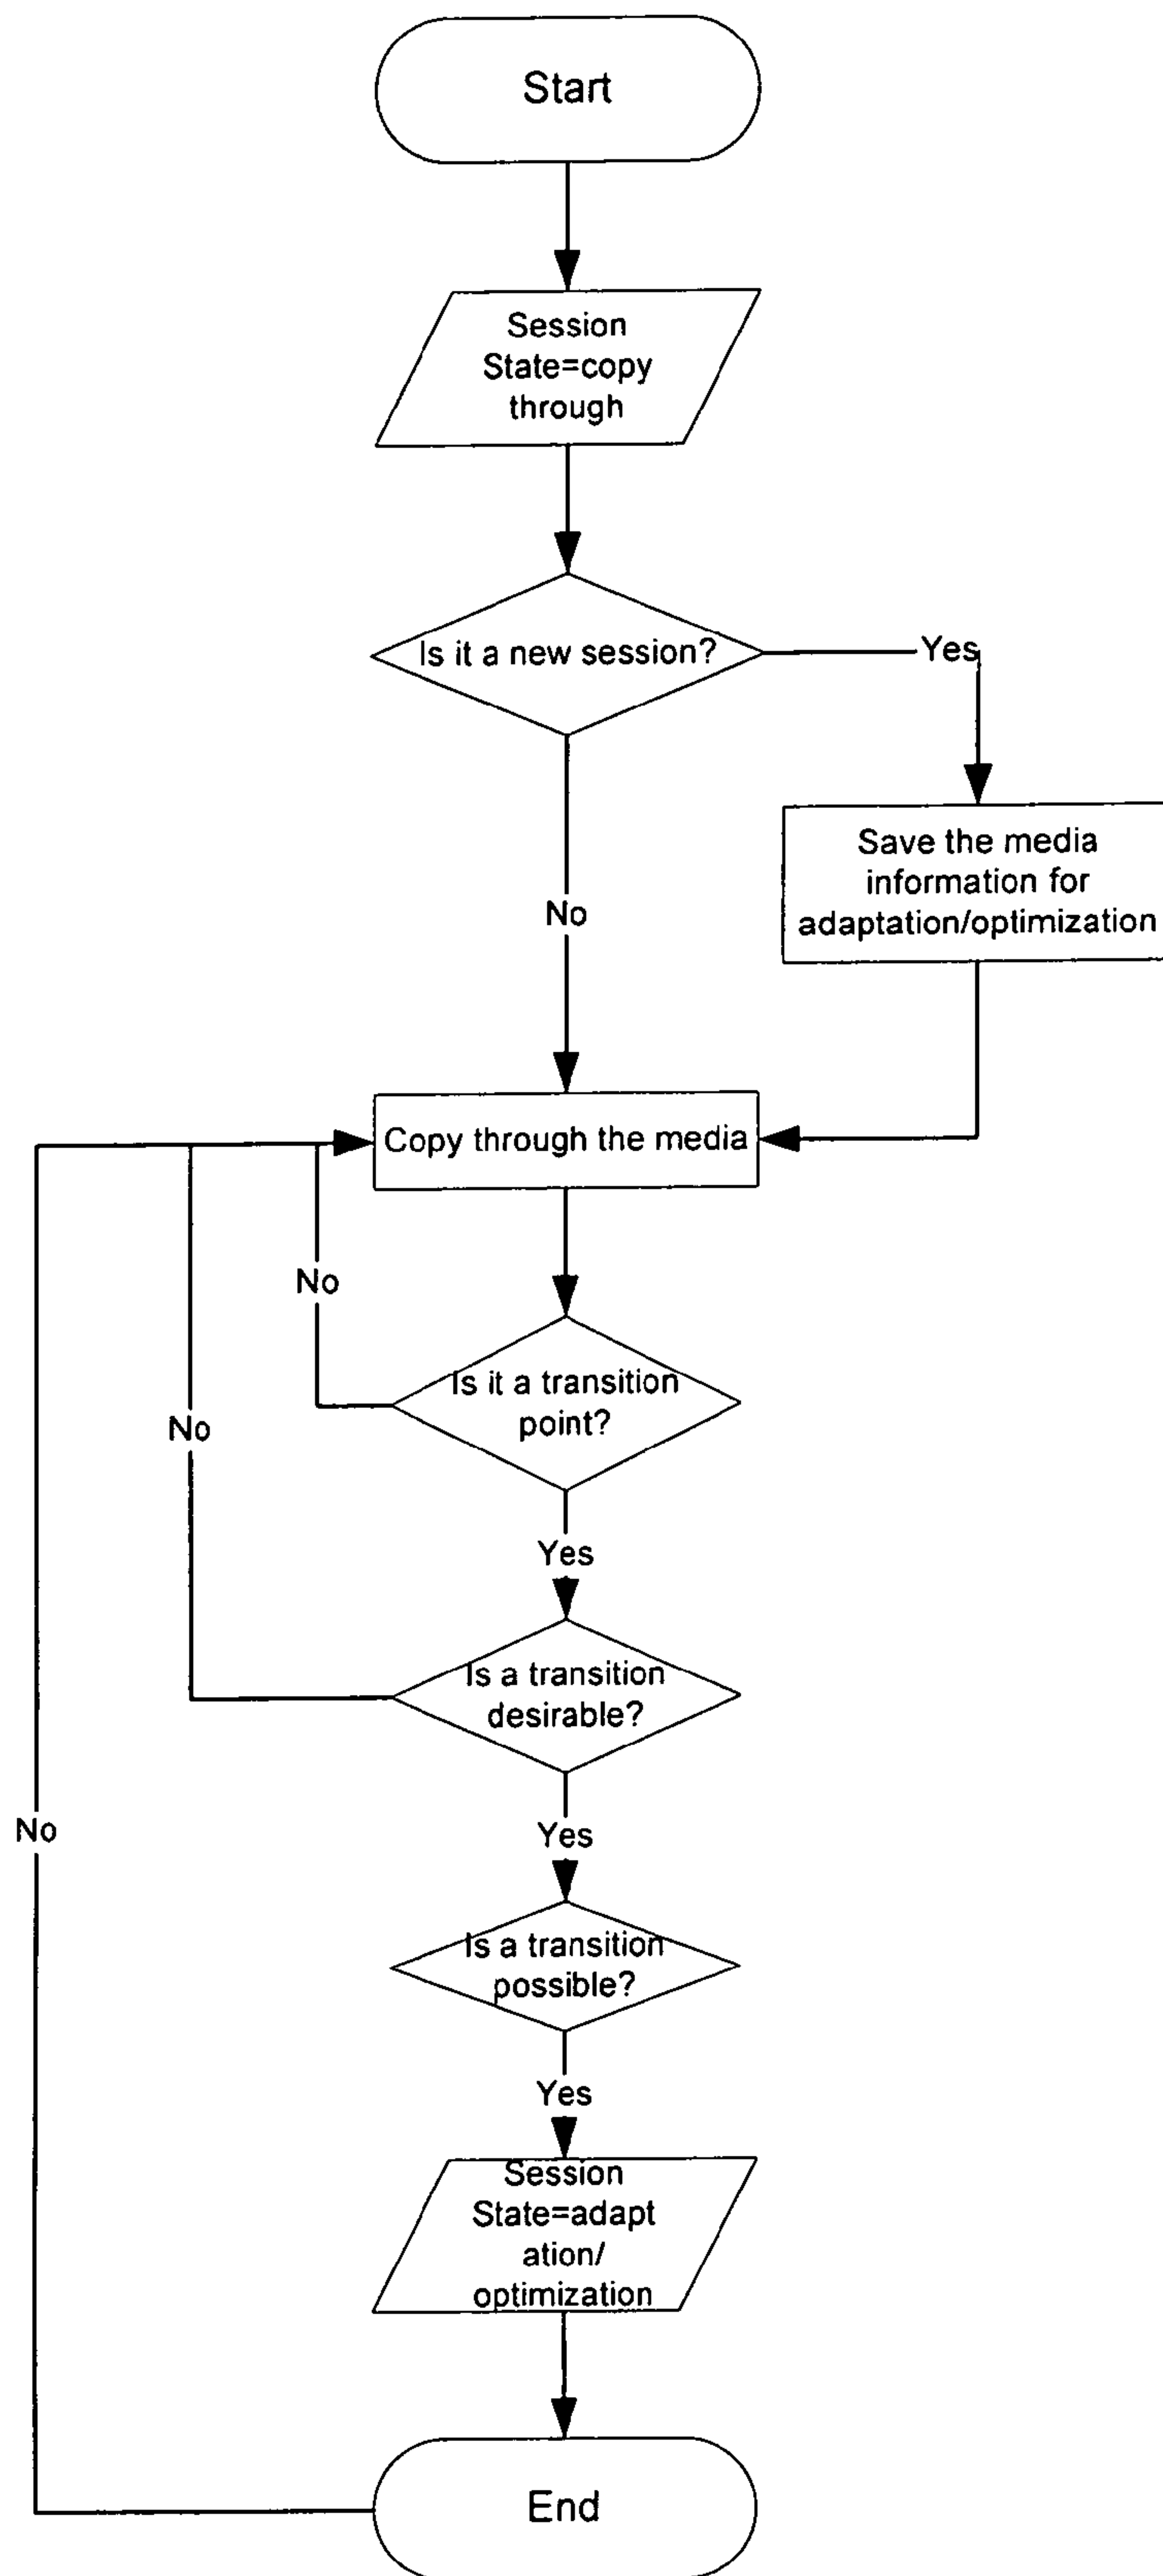 Start
Session
State=copy
through
Is it a new session?
Yes
Save the media
information for
adaptation/optimization
No
Copy through the media
No
Is it a transition
point?
No
Yes
Is a transition
desirable?
No
Yes
Is a transition
possible?
Yes
Session
State=adapt
ation/
optimization
End